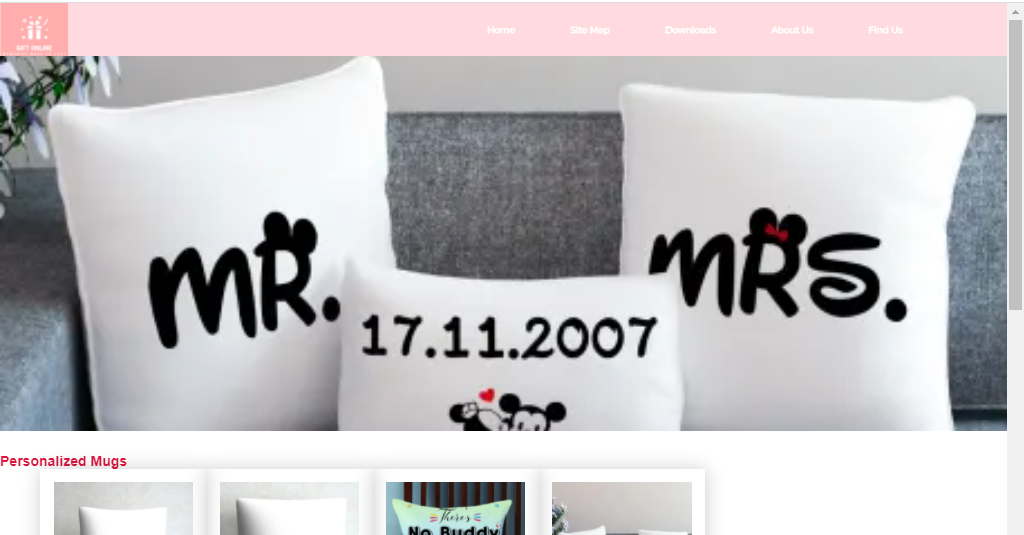 GIFT ONLINE
Home
Site Map
Downloads
About Us
Find Us
MR.
MRS.
17.11.2007
Personalized Mugs
There's
No Buddy